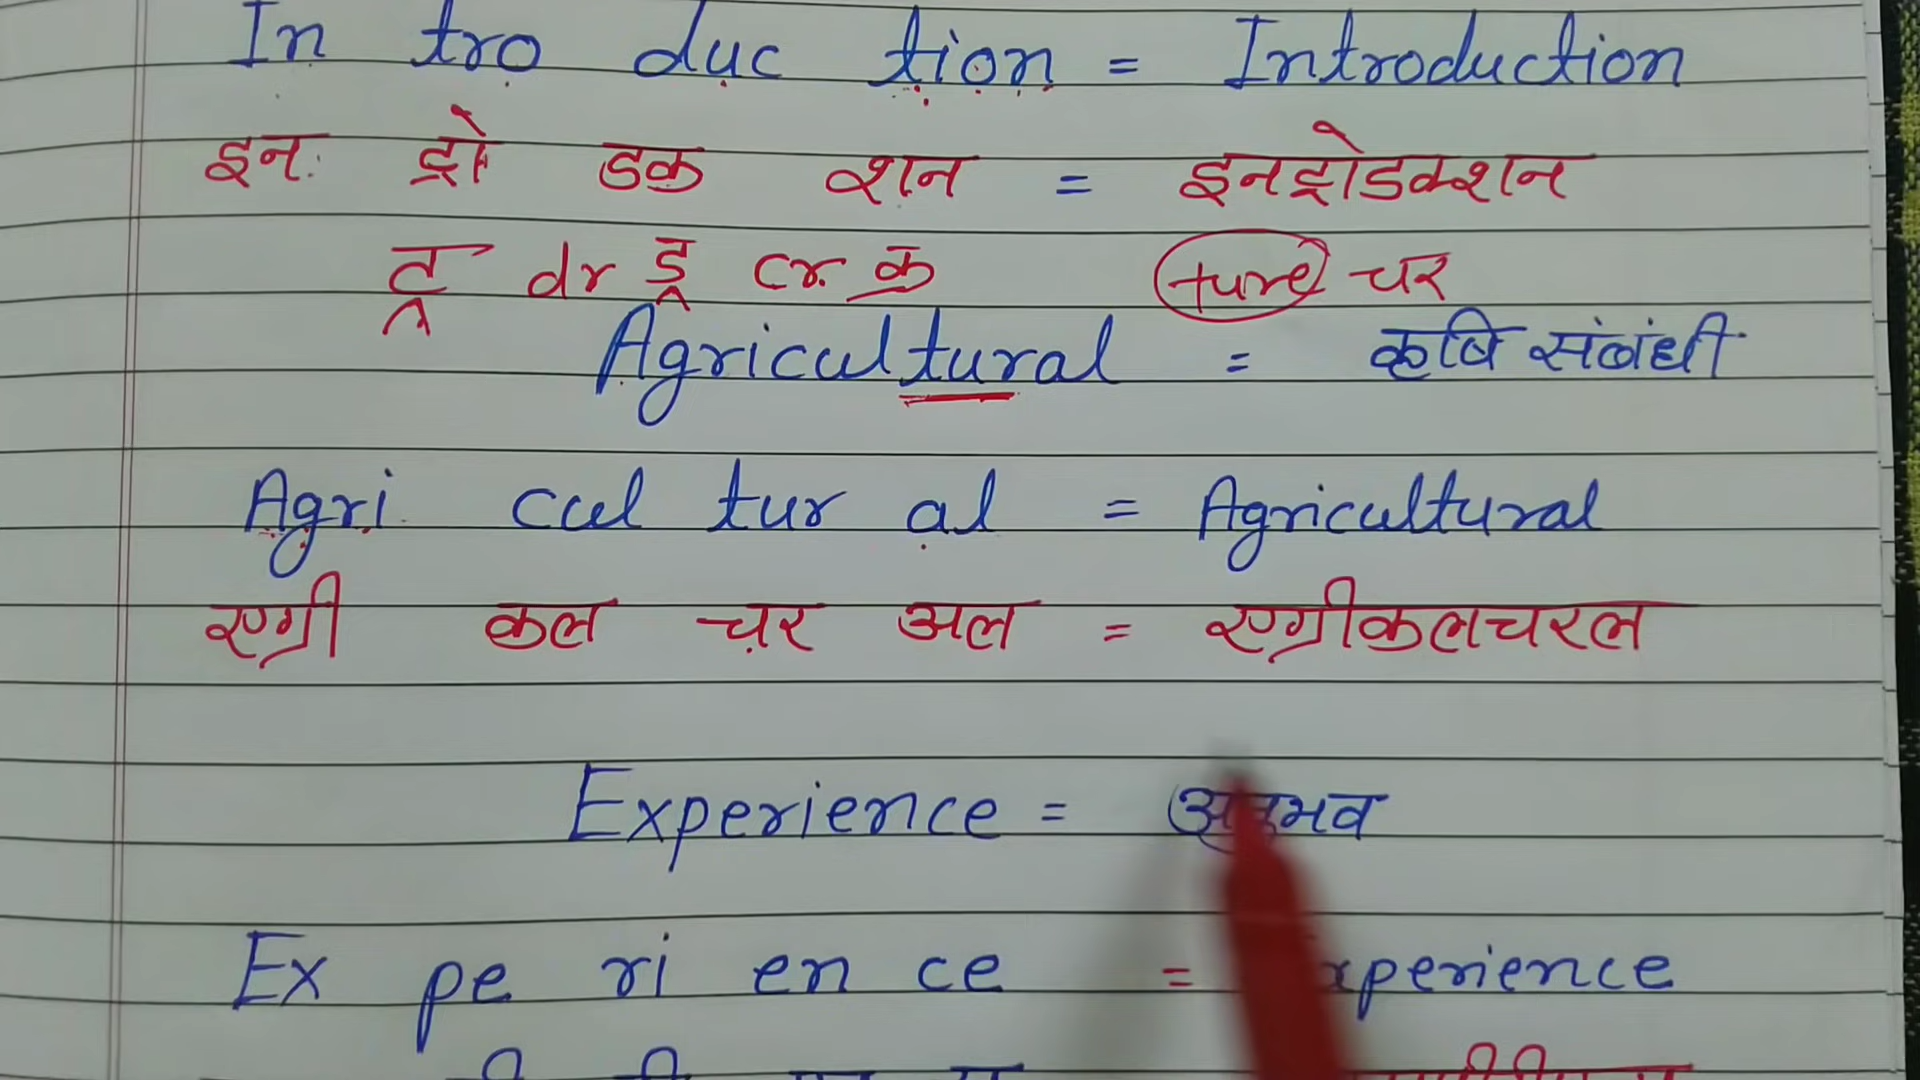 In tro duc tion = Introduction
इन ट्रो डक शन = इनट्रोडक्शन
ट्र dr ड्र cr. क्र ture चर
Agricultural = कृषि संबंधी
Agri cul tur al = Agricultural
एग्री कल चर अल = एग्रीकलचरल
Experience = अनुभव
Ex pe ri en ce = xperience